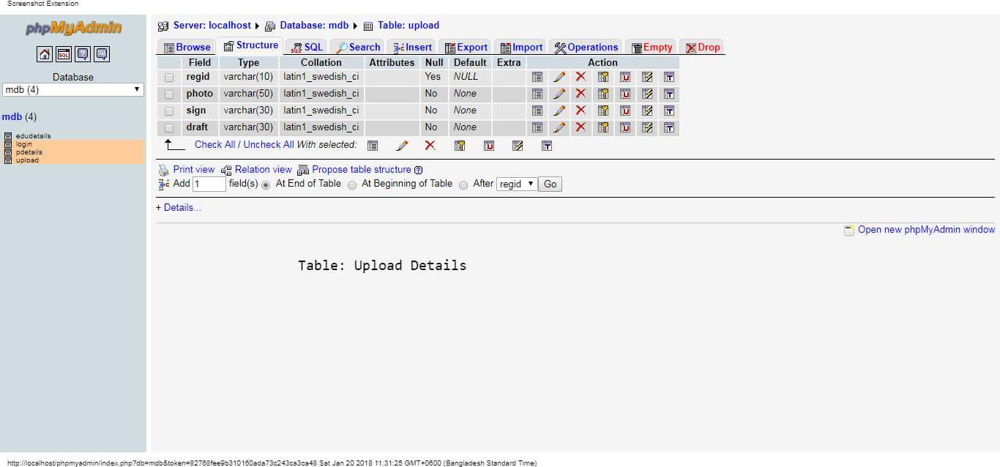 Screenshot Extension
phpMyAdmin
Server: localhost Database: mdb Table: upload
Browse Structure SQL Search Insert Export Import Operations Empty Drop
SQL
Database
mdb (4)
mdb (4)
edudetails
login
pdetails
upload
Field Type Collation Attributes Null Default Extra Action
regid varchar(10) latin1_swedish_ci Yes NULL
photo varchar(50) latin1_swedish_ci No None
sign varchar(30) latin1_swedish_ci No None
draft varchar(30) latin1_swedish_ci No None
Check All / Uncheck All With selected:
Print view Relation view Propose table structure
Add 1 field(s) At End of Table At Beginning of Table After regid Go
+ Details...
Open new phpMyAdmin window
Table: Upload Details
http://localhost/phpmyadmin/index.php?db=mdb&token=82768fee9b310160ada73c243ca3ca48 Sat Jan 20 2018 11:31:25 GMT+0600 (Bangladesh Standard Time)